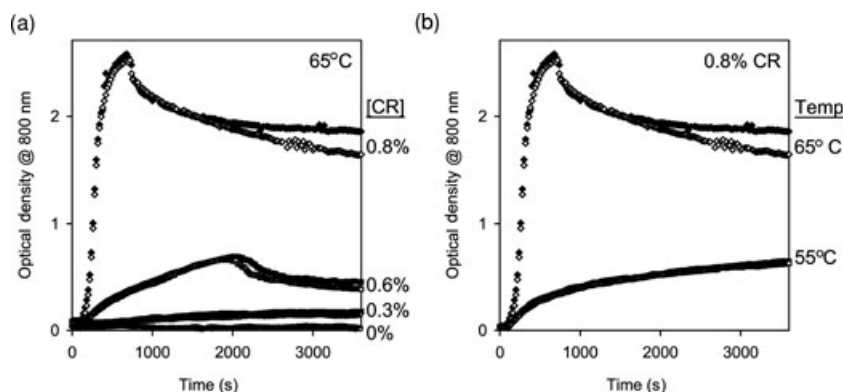 (a)
65°C
[CR]
0.8%
0.6%
0.3%
0%
Optical density @ 800 nm
2
1
0
0
1000
2000
3000
Time (s)
(b)
0.8% CR
Temp
65° C
55°C
Optical density @ 800 nm
2
1
0
0
1000
2000
3000
Time (s)